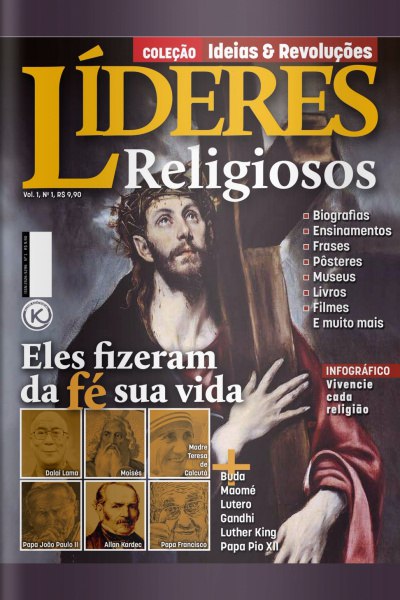 COLEÇÃO Ideias & Revoluções
LÍDERES
Religiosos
Vol. 1, Nº 1, R$ 9,90
Biografias
Ensinamentos
Frases
Pôsteres
Museus
Livros
Filmes
E muito mais
K
Eles fizeram
da fé sua vida
INFOGRÁFICO
Vivencie
cada
religião
Dalai Lama
Moisés
Madre
Teresa
de
Calcutá
Papa João Paulo II
Allan Kardec
Papa Francisco
+
Buda
Maomé
Lutero
Gandhi
Luther King
Papa Pio XII